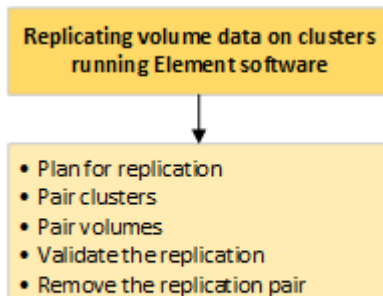 Replicating volume data on clusters
running Element software
• Plan for replication
• Pair clusters
• Pair volumes
• Validate the replication
• Remove the replication pair